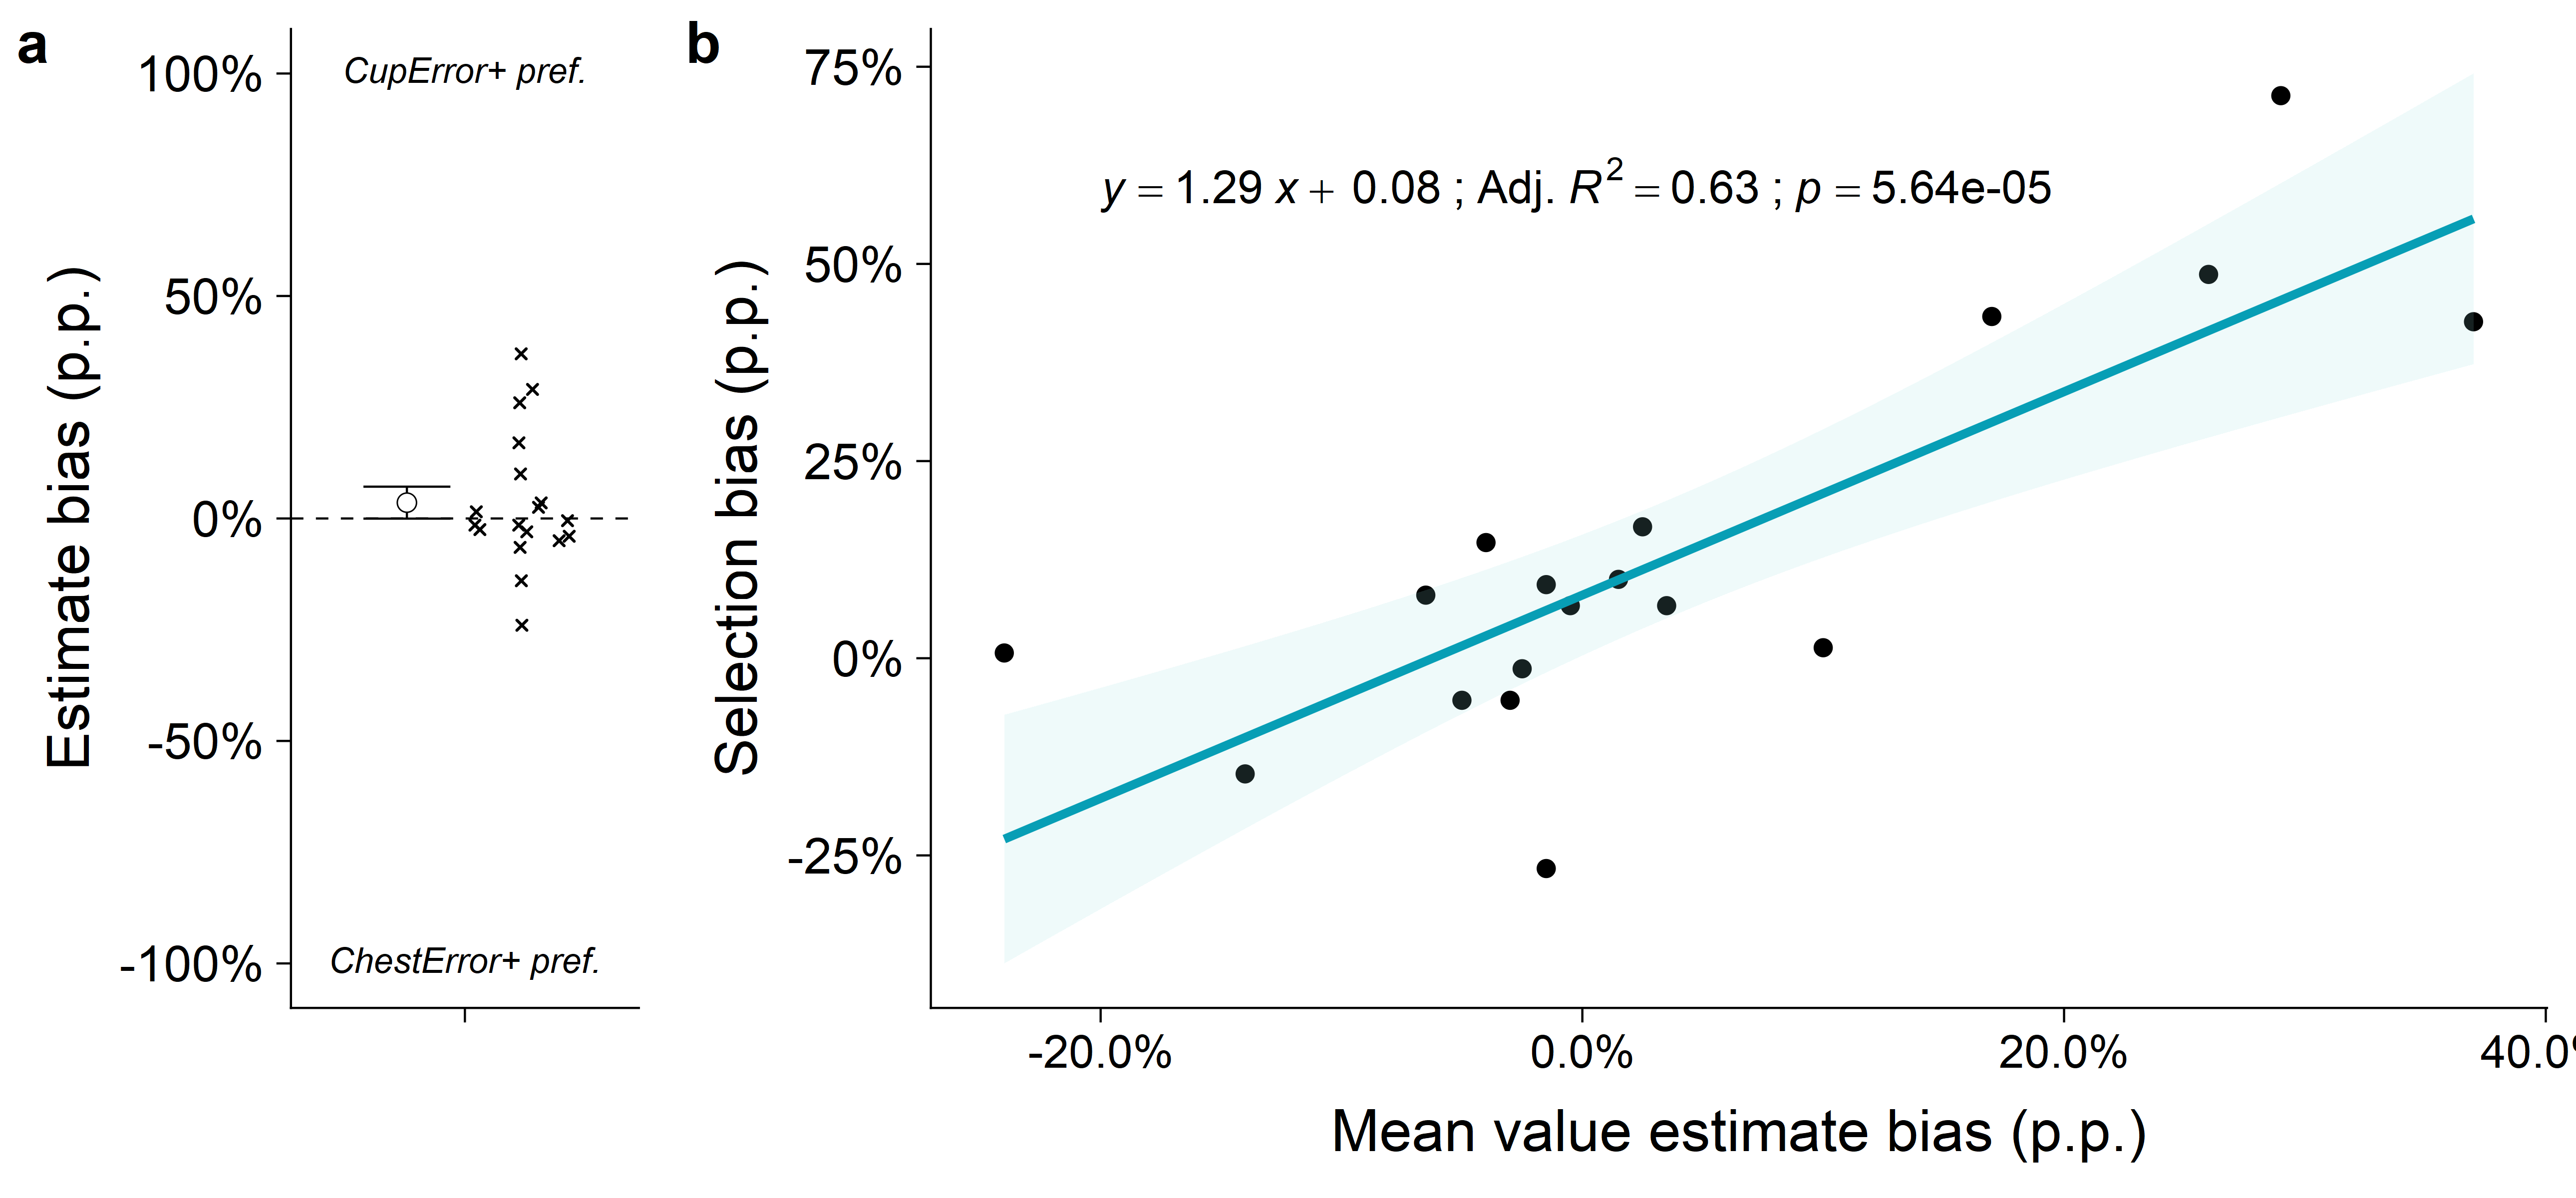 a
CupError+ pref.
100%
50%
0%
-50%
-100%
ChestError+ pref.
Estimate bias (p.p.)
b
75%
50%
25%
0%
-25%
y = 1.29 x + 0.08 ; Adj. R² = 0.63 ; p = 5.64e-05
Selection bias (p.p.)
-20.0%
0.0%
20.0%
40.0%
Mean value estimate bias (p.p.)